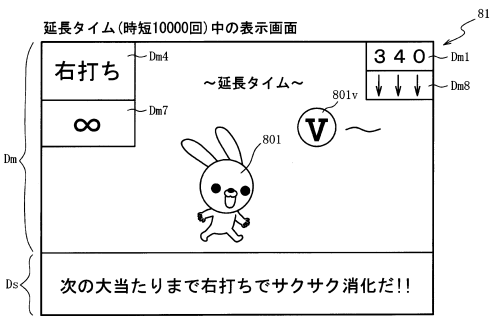 延長タイム(時短10000回)中の表示画面
81
右打ち
Dm4
340
Dm1
～延長タイム～
↓↓↓
Dm8
∞
Dm7
801v
V
801
Dm
Ds
次の大当たりまで右打ちでサクサク消化だ!!